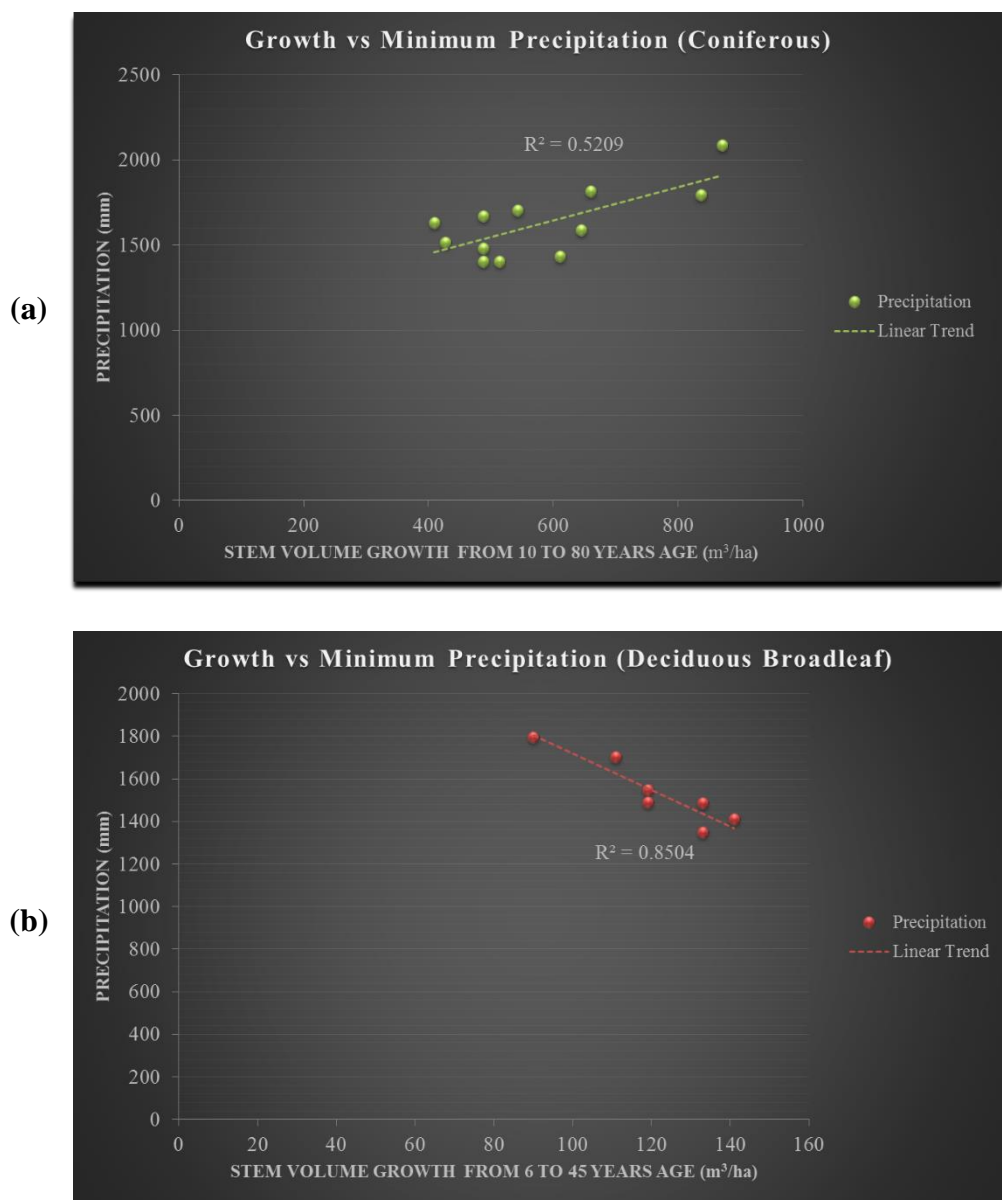 (a)
Growth vs Minimum Precipitation (Coniferous)
PRECIPITATION (mm)
2500
2000
1500
1000
500
0
R² = 0.5209
0 200 400 600 800 1000
STEM VOLUME GROWTH FROM 10 TO 80 YEARS AGE (m³/ha)
Precipitation
Linear Trend
(b)
Growth vs Minimum Precipitation (Deciduous Broadleaf)
PRECIPITATION (mm)
2000
1800
1600
1400
1200
1000
800
600
400
200
0
R² = 0.8504
0 20 40 60 80 100 120 140 160
STEM VOLUME GROWTH FROM 6 TO 45 YEARS AGE (m³/ha)
Precipitation
Linear Trend